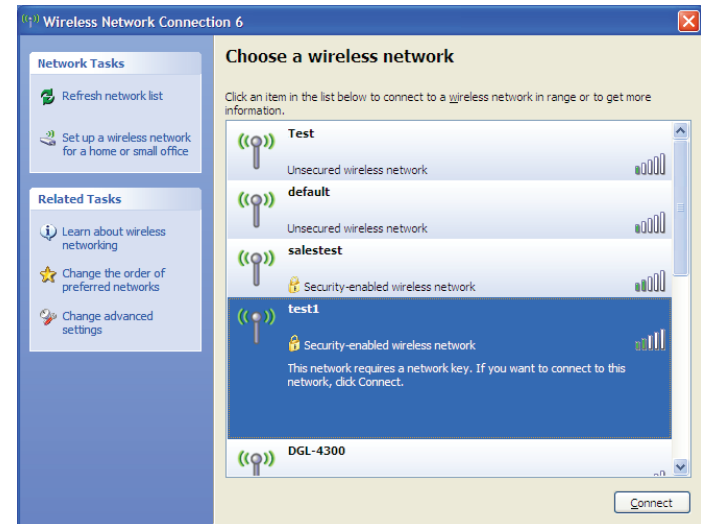 Wireless Network Connection 6
Network Tasks
Refresh network list
Set up a wireless network
for a home or small office
Related Tasks
Learn about wireless
networking
Change the order of
preferred networks
Change advanced
settings
Choose a wireless network
Click an item in the list below to connect to a wireless network in range or to get more
information.
Test
Unsecured wireless network
default
Unsecured wireless network
salestest
Security-enabled wireless network
test1
Security-enabled wireless network
This network requires a network key. If you want to connect to this
network, click Connect.
DGL-4300
Connect